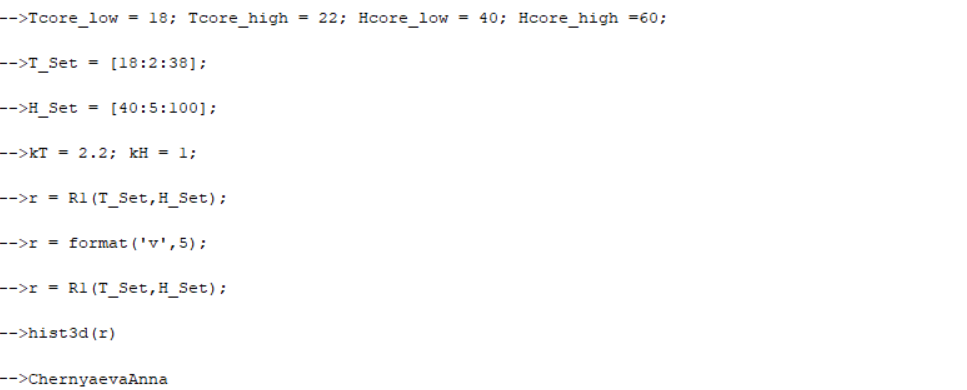 -->Tcore_low = 18; Tcore_high = 22; Hcore_low = 40; Hcore_high =60;
-->T_Set = [18:2:38];
-->H_Set = [40:5:100];
-->kT = 2.2; kH = 1;
-->r = R1(T_Set,H_Set);
-->r = format('v',5);
-->r = R1(T_Set,H_Set);
-->hist3d(r)
-->ChernyaevaAnna